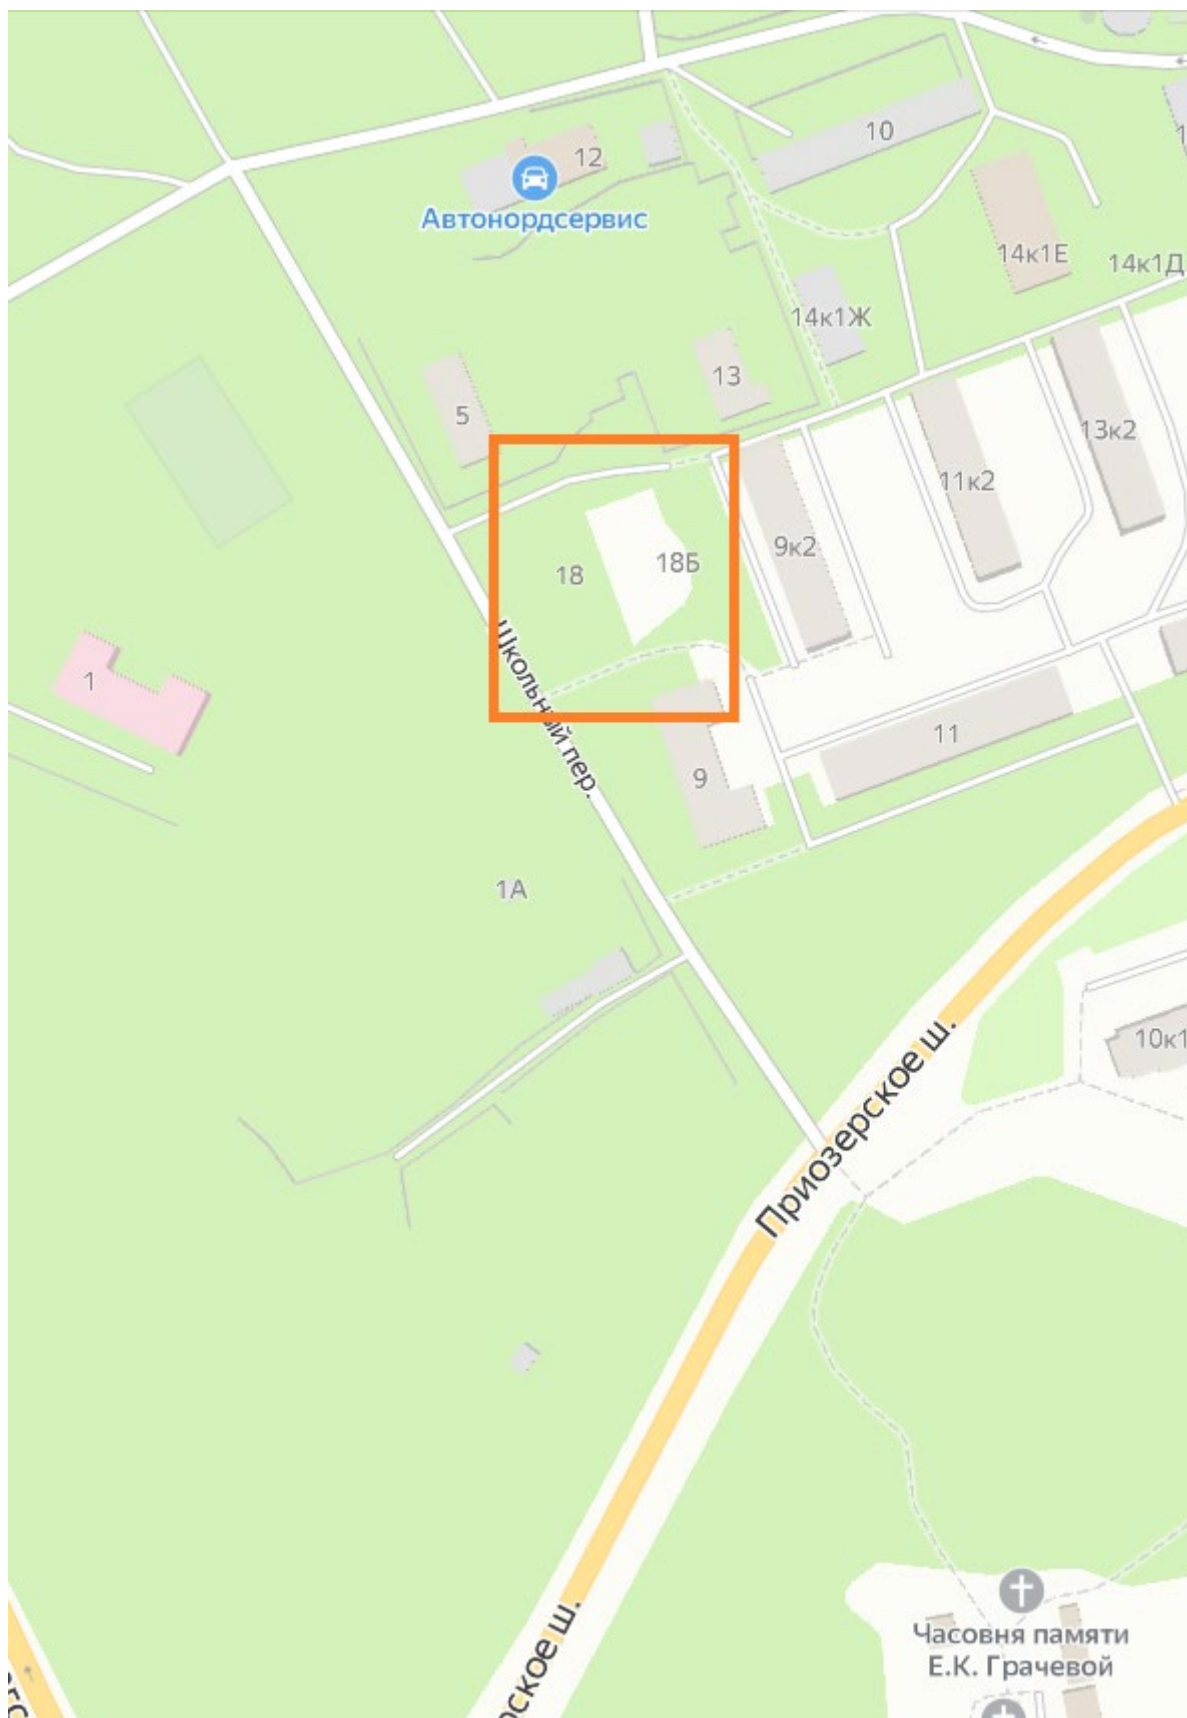 10
12
Автонордсервис
14к1Е
14к1Д
14к1Ж
13
5
13к2
11к2
9к2
18
18Б
Школьный пер.
1
11
9
1А
10к1
Приозерское ш.
ское ш.
Часовня памяти
Е.К. Грачевой